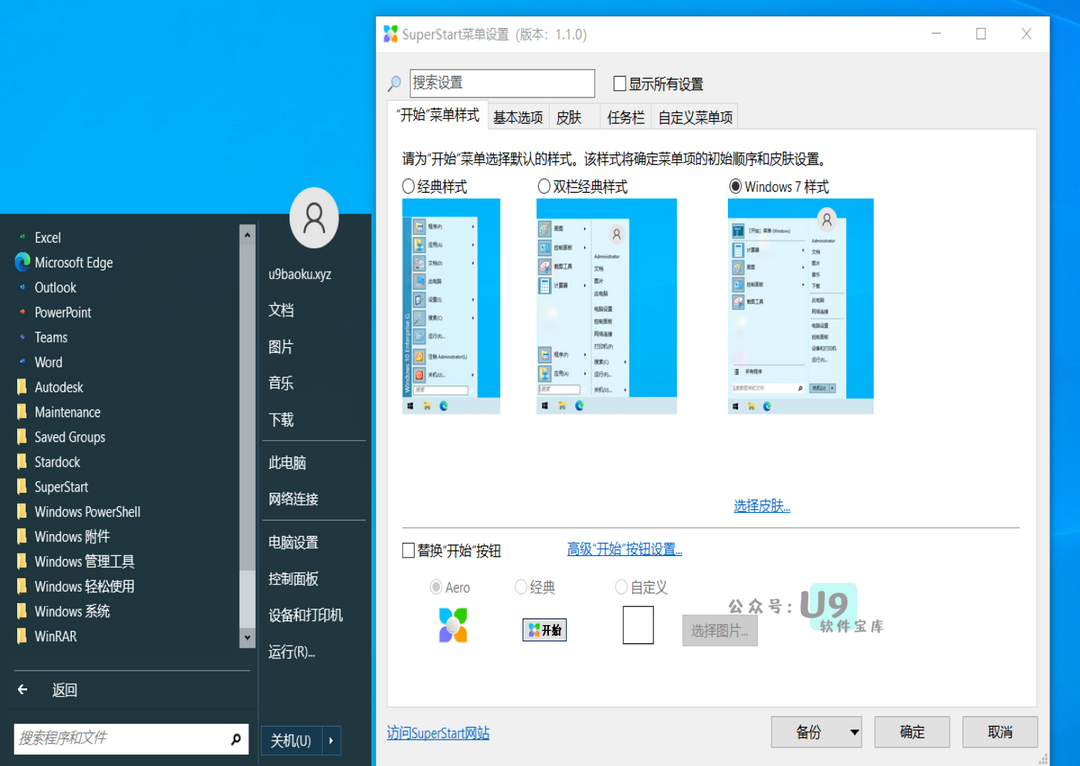 SuperStart菜单设置 (版本: 1.1.0)
搜索设置
显示所有设置
“开始”菜单样式
基本选项
皮肤
任务栏
自定义菜单项
请为“开始”菜单选择默认的样式。该样式将确定菜单项的初始顺序和皮肤设置。
经典样式
双栏经典样式
Windows 7 样式
选择皮肤...
替换“开始”按钮
高级“开始”按钮设置...
Aero
经典
自定义
开始
选择图片...
公众号: U9
软件宝库
访问SuperStart网站
备份
确定
取消
Excel
Microsoft Edge
Outlook
PowerPoint
Teams
Word
Autodesk
Maintenance
Saved Groups
Stardock
SuperStart
Windows PowerShell
Windows 附件
Windows 管理工具
Windows 轻松使用
Windows 系统
WinRAR
返回
搜索程序和文件
u9baoku.xyz
文档
图片
音乐
下载
此电脑
网络连接
电脑设置
控制面板
设备和打印机
运行(R)...
关机(U)